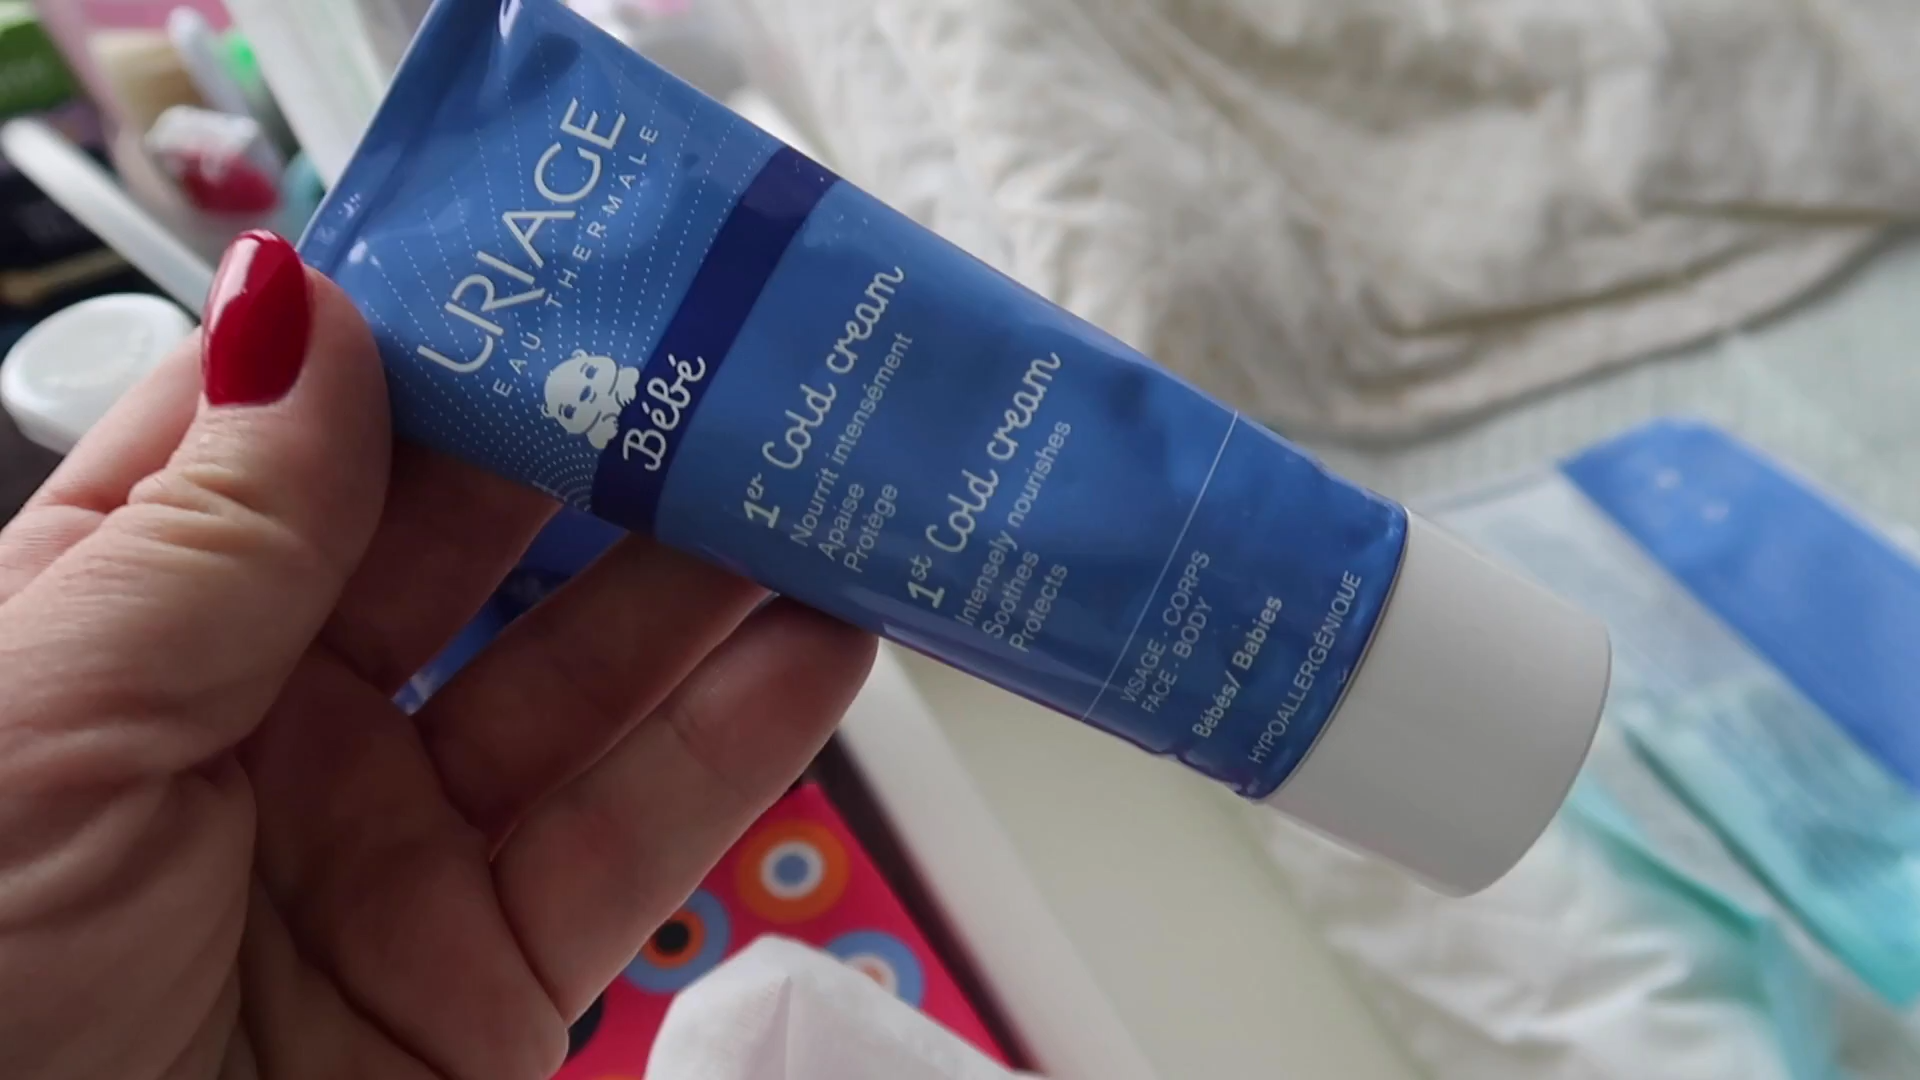 URIAGE
EAU THERMALE
Bébé
1er Cold cream
Nourrit intensément
Apaise
Protège
1st Cold cream
Intensely nourishes
Soothes
Protects
VISAGE - CORPS
FACE - BODY
Bébés/ Babies
HYPOALLERGÉNIQUE